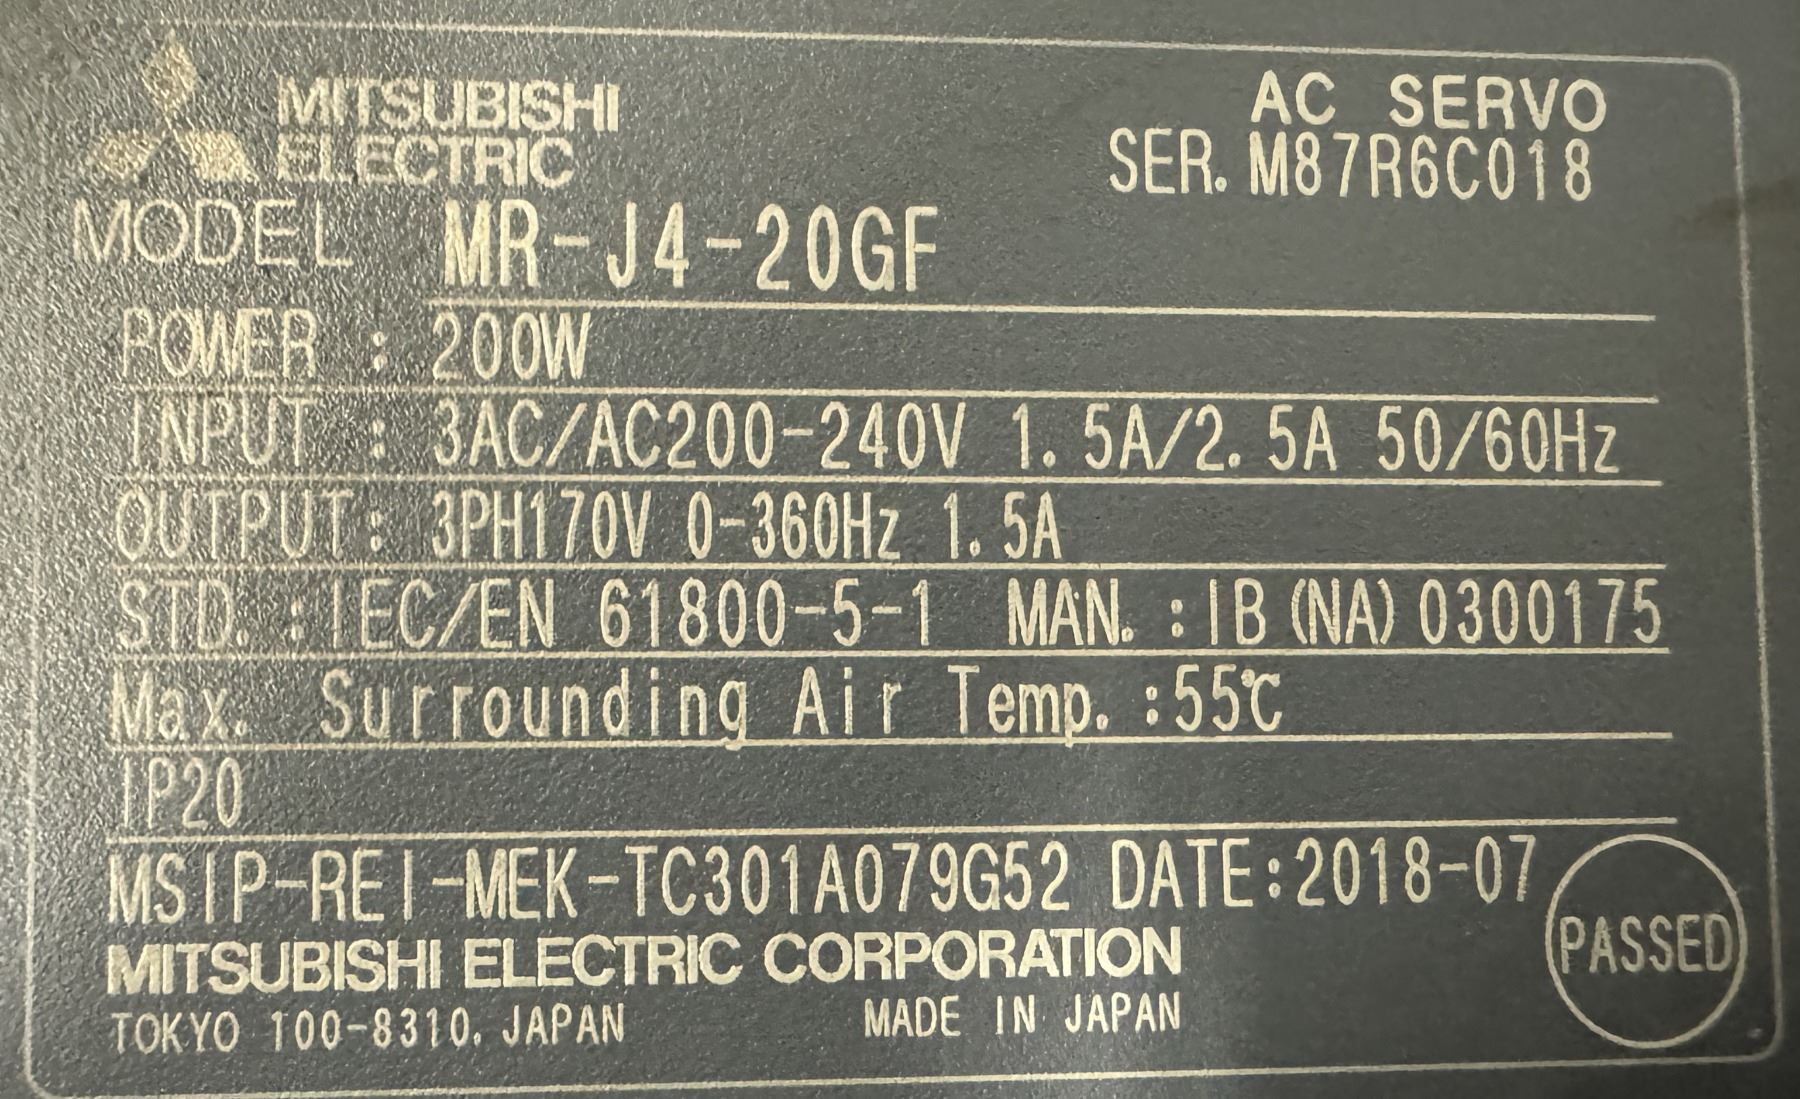 MITSUBISHI
ELECTRIC
AC SERVO
SER. M87R6C018
MODEL MR-J4-20GF
POWER : 200W
INPUT : 3AC/AC200-240V 1.5A/2.5A 50/60Hz
OUTPUT: 3PH170V 0-360Hz 1.5A
STD. : IEC/EN 61800-5-1 MAN. : IB(NA)0300175
Max. Surrounding Air Temp. :55℃
IP20
MSIP-REI-MEK-TC301A079G52 DATE:2018-07
PASSED
MITSUBISHI ELECTRIC CORPORATION
TOKYO 100-8310, JAPAN MADE IN JAPAN